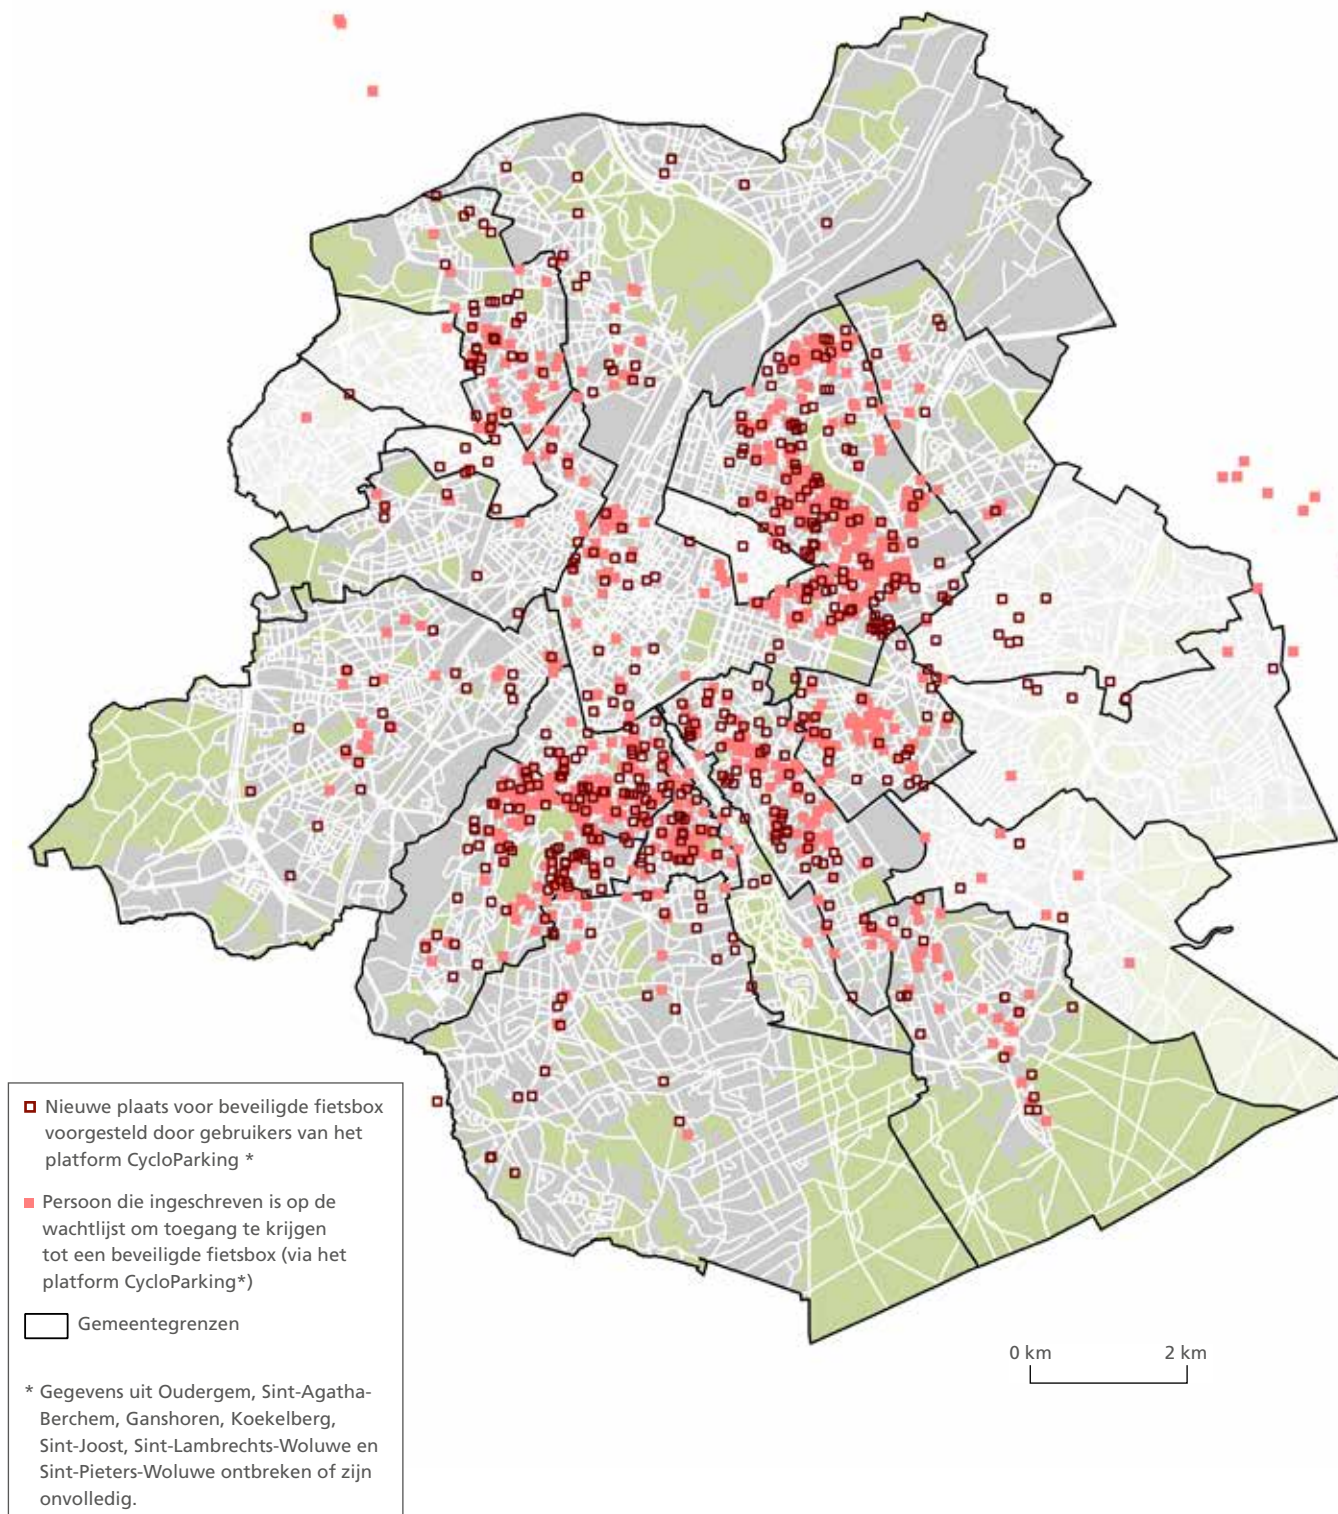 0 km 2 km
Nieuwe plaats voor beveiligde fietsbox
voorgesteld door gebruikers van het
platform CycloParking *
Persoon die ingeschreven is op de
wachtlijst om toegang te krijgen
tot een beveiligde fietsbox (via het
platform CycloParking*)
Gemeentegrenzen
* Gegevens uit Oudergem, Sint-Agatha-
Berchem, Ganshoren, Koekelberg,
Sint-Joost, Sint-Lambrechts-Woluwe en
Sint-Pieters-Woluwe ontbreken of zijn
onvolledig.